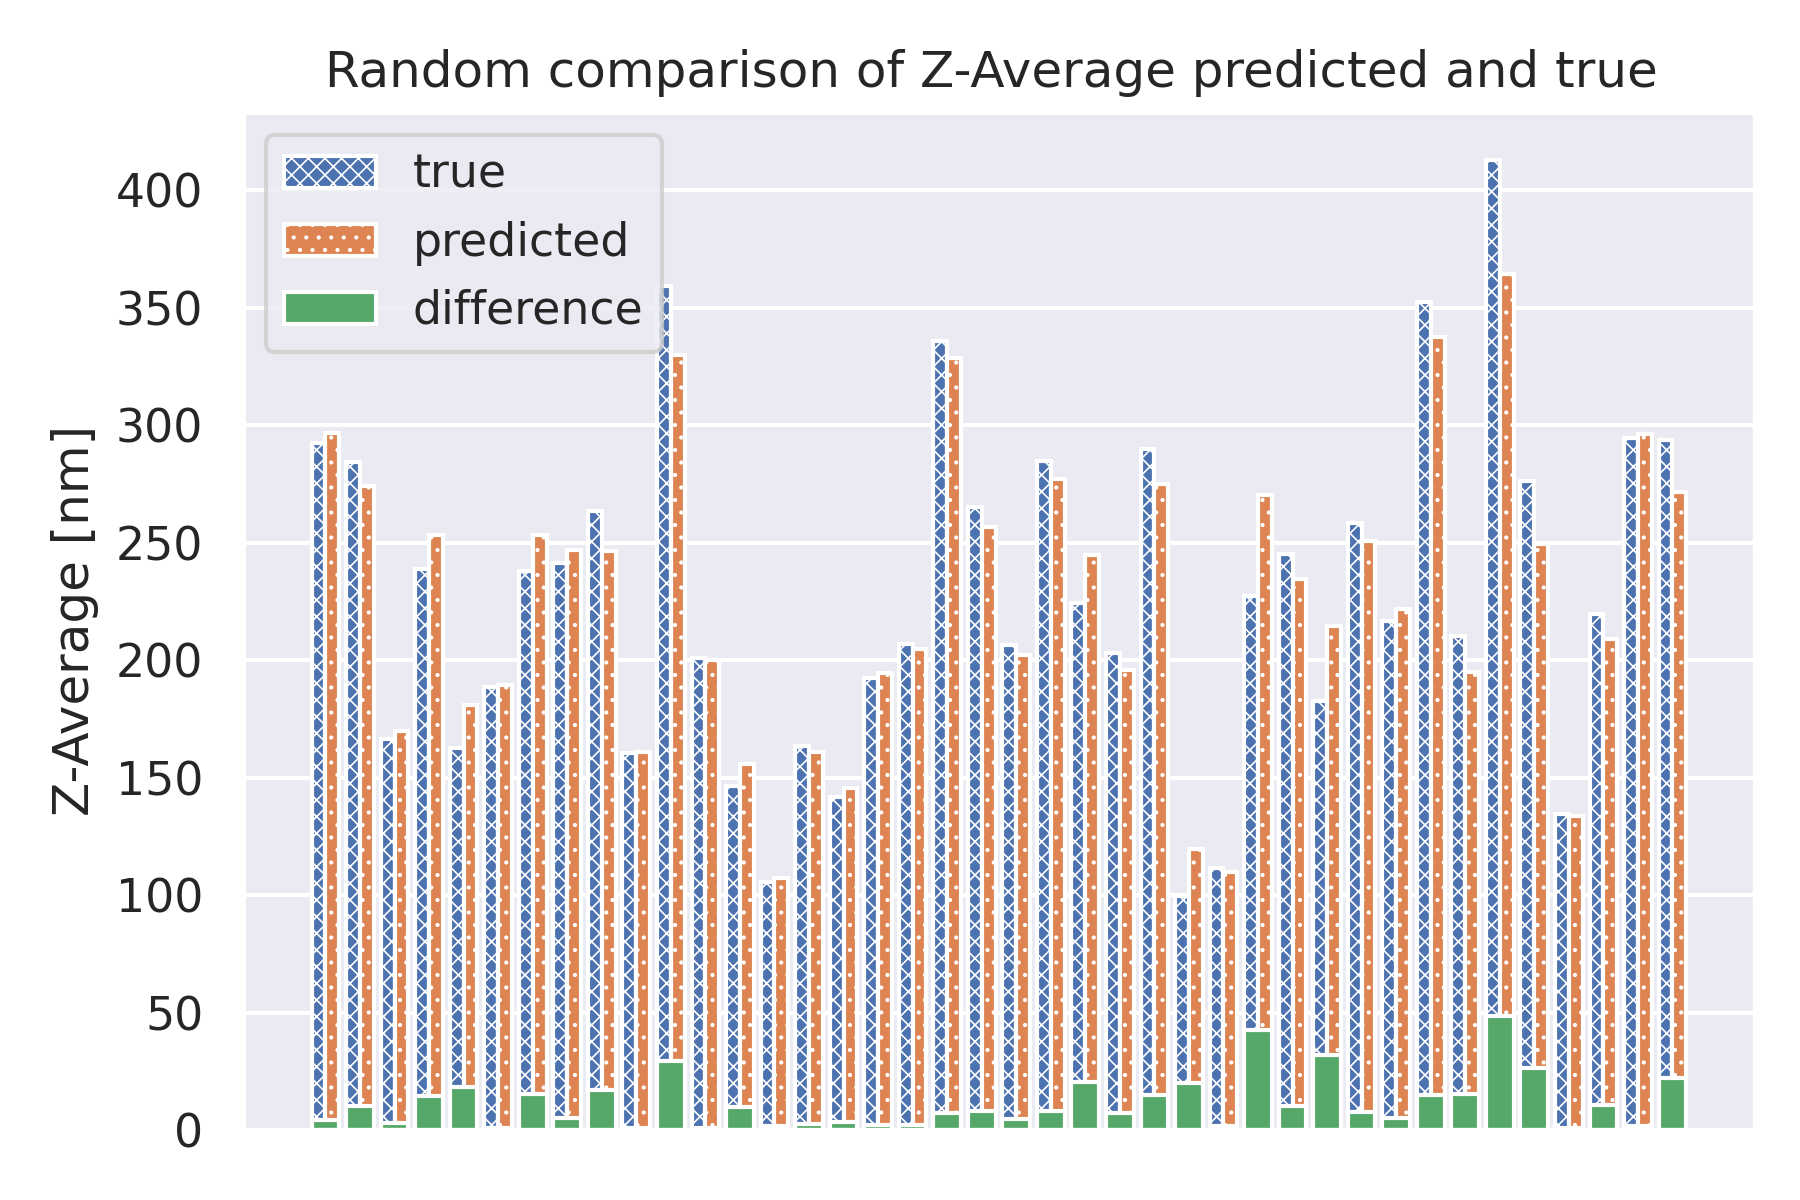 Random comparison of Z-Average predicted and true
true
predicted
difference
Z-Average [nm]
400
350
300
250
200
150
100
50
0